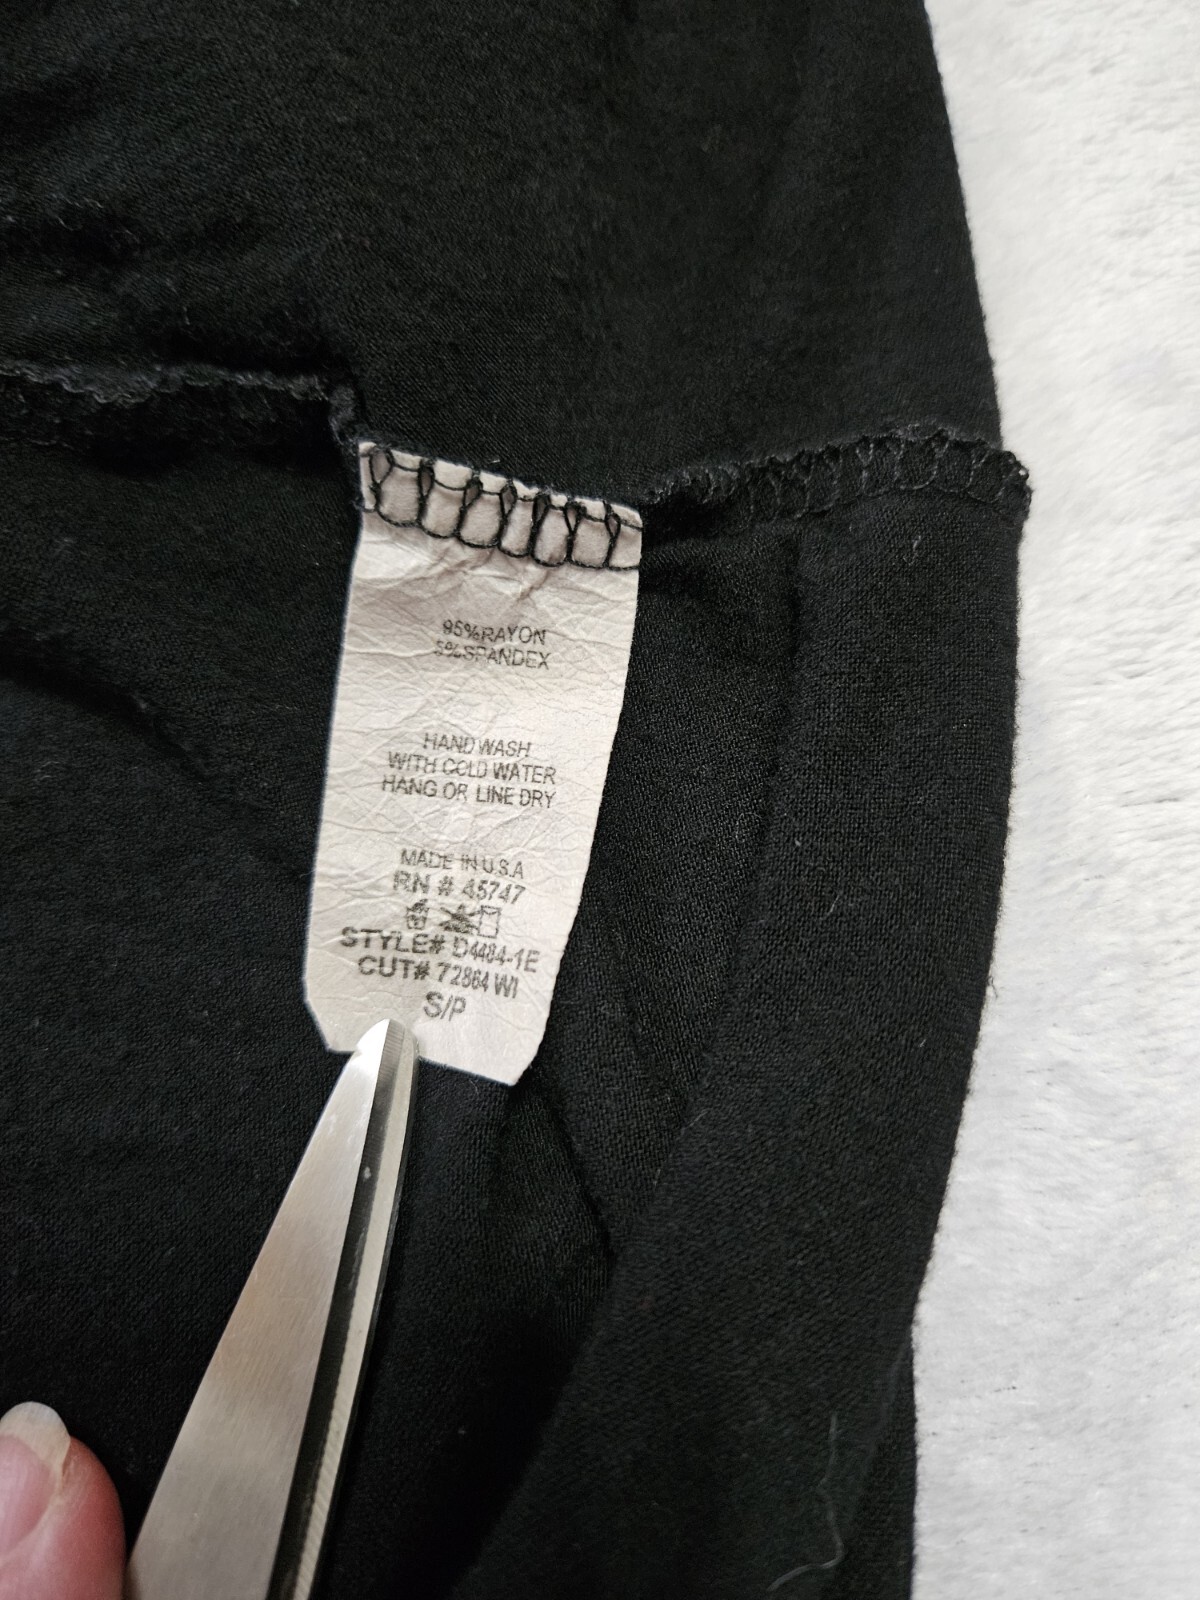 95%RAYON
5%SPANDEX
HAND WASH
WITH COLD WATER
HANG OR LINE DRY
MADE IN U.S.A
RN # 45747
STYLE# D4484-1E
CUT# 72864 WI
S/P